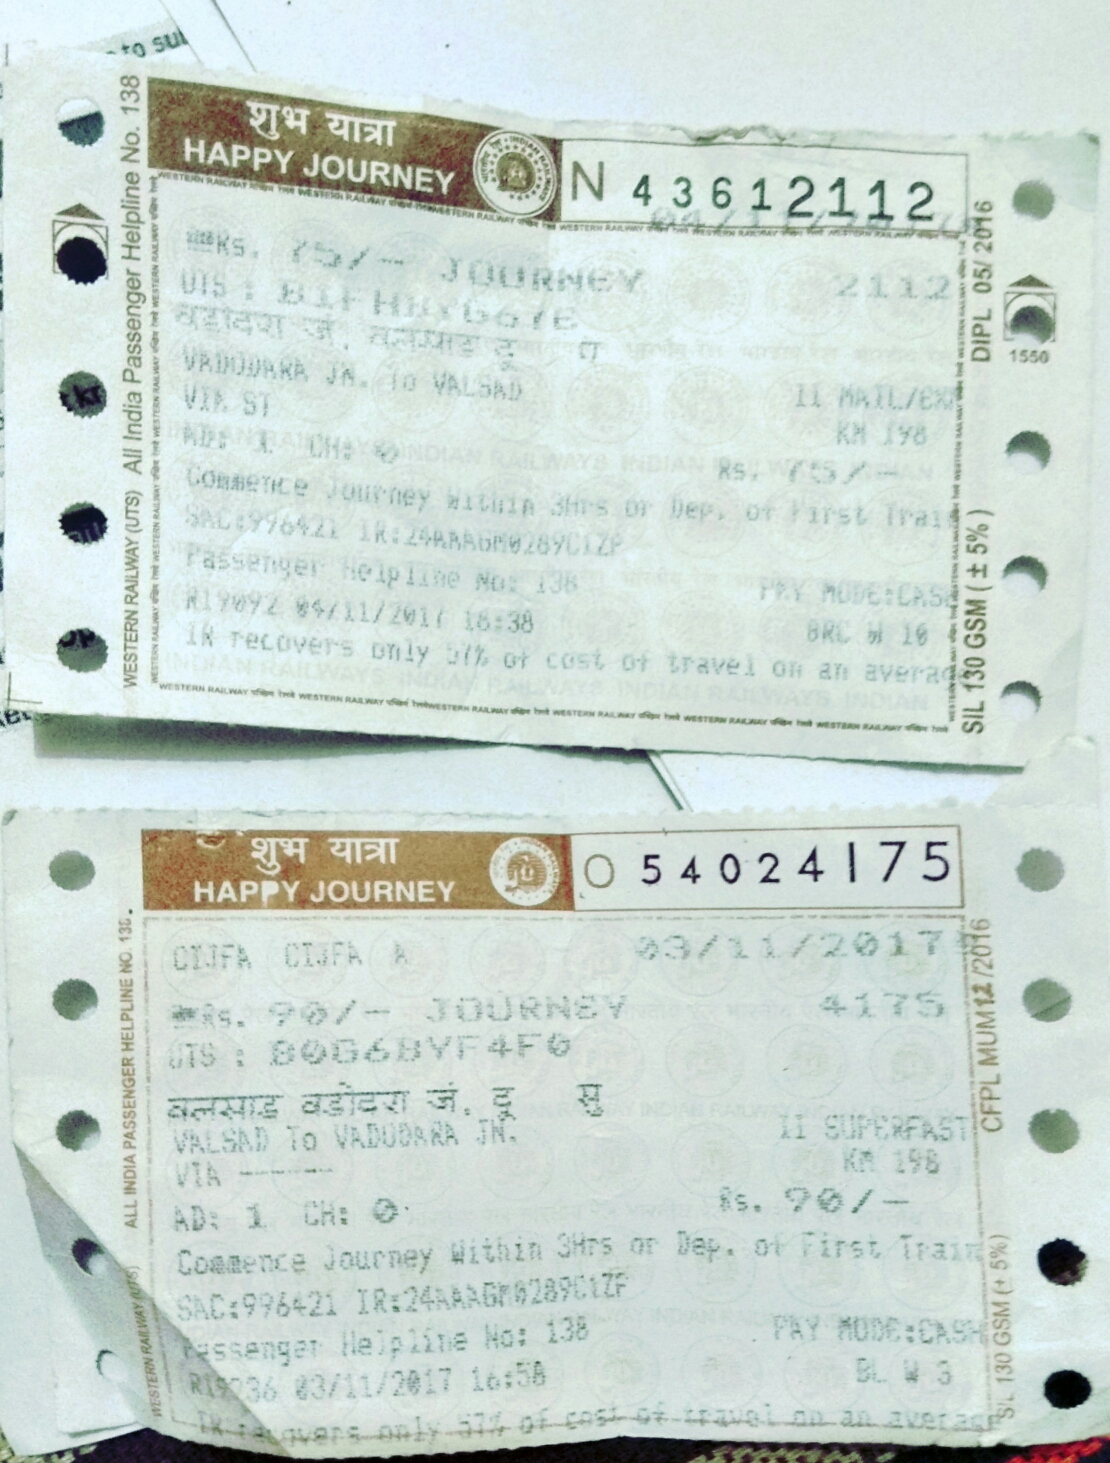 to sul
शुभ यात्रा
HAPPY JOURNEY
N 43612112
WESTERN RAILWAY (UTS) All India Passenger Helpline No. 138
Rs. 75/- JOURNEY 2112
UTS :
वडोदरा जं. वलसाड दू
VADODARA JN. To VALSAD
II MAIL/EXP
VIA ST
KM 198
AD: 1 CH: 0
Rs. 75/-
Commence Journey Within 3Hrs or Dep. of First Train
SAC:996421 IR:24AAAGM0289C1ZP
Passenger Helpline No: 138
PAY MODE:CASH
R19092 04/11/2017 18:38
BRC W 10
IR recovers only 57% of cost of travel on an averag
DIPL 05/2016
1550
SIL 130 GSM (± 5%)
शुभ यात्रा
HAPPY JOURNEY
O 54024175
ALL INDIA PASSENGER HELPLINE NO. 138.
WESTERN RAILWAY (UTS)
CIJFA CIJFA A 03/11/2017
Rs. 90/- JOURNEY 4175
UTS : 80G6BYF4F0
वलसाड वडोदरा जं. दू सु
VALSAD To VADODARA JN.
II SUPERFAST
VIA ------
KM 198
AD: 1 CH: 0
Rs. 90/-
Commence Journey Within 3Hrs or Dep. of First Train
SAC:996421 IR:24AAAGM0289C1ZP
Passenger Helpline No: 138
PAY MODE:CASH
03/11/2017 16:58
BL W 3
IR recovers only 57% of cost of travel on an average
CFPL MUM 12/2016
SIL 130 GSM (± 5%)